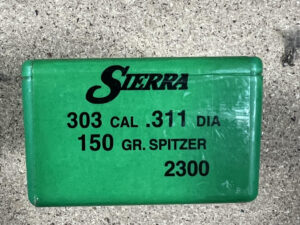 SIERRA
303 CAL .311 DIA
150 GR. SPITZER
2300